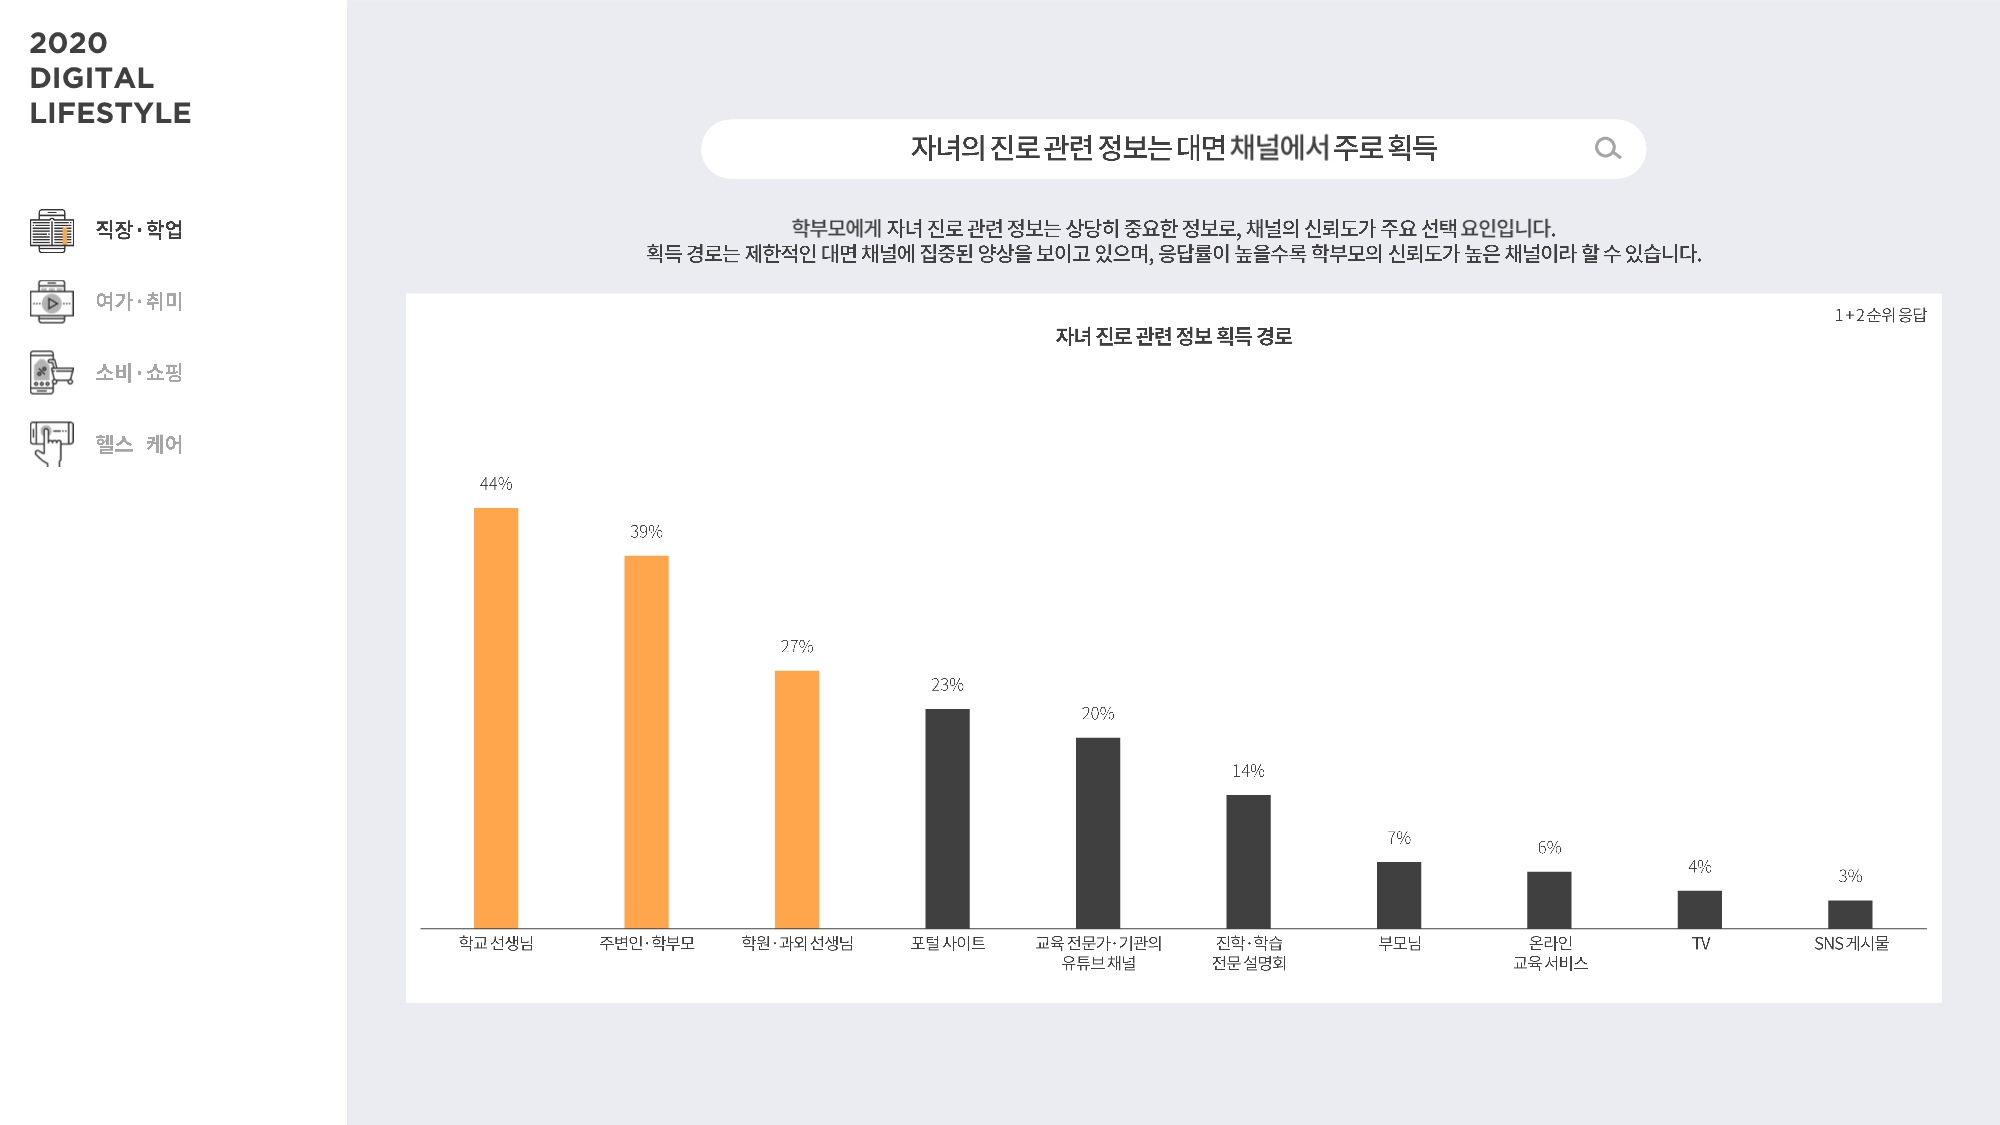 2020
DIGITAL
LIFESTYLE
직장·학업
여가·취미
소비·쇼핑
헬스 케어
자녀의 진로 관련 정보는 대면 채널에서 주로 획득
학부모에게 자녀 진로 관련 정보는 상당히 중요한 정보로, 채널의 신뢰도가 주요 선택 요인입니다.
획득 경로는 제한적인 대면 채널에 집중된 양상을 보이고 있으며, 응답률이 높을수록 학부모의 신뢰도가 높은 채널이라 할 수 있습니다.
1+2순위 응답
자녀 진로 관련 정보 획득 경로
44%
39%
27%
23%
20%
14%
7%
6%
4%
3%
학교 선생님
주변인·학부모
학원·과외 선생님
포털 사이트
교육 전문가·기관의
유튜브 채널
진학·학습
전문 설명회
부모님
온라인
교육 서비스
TV
SNS 게시물